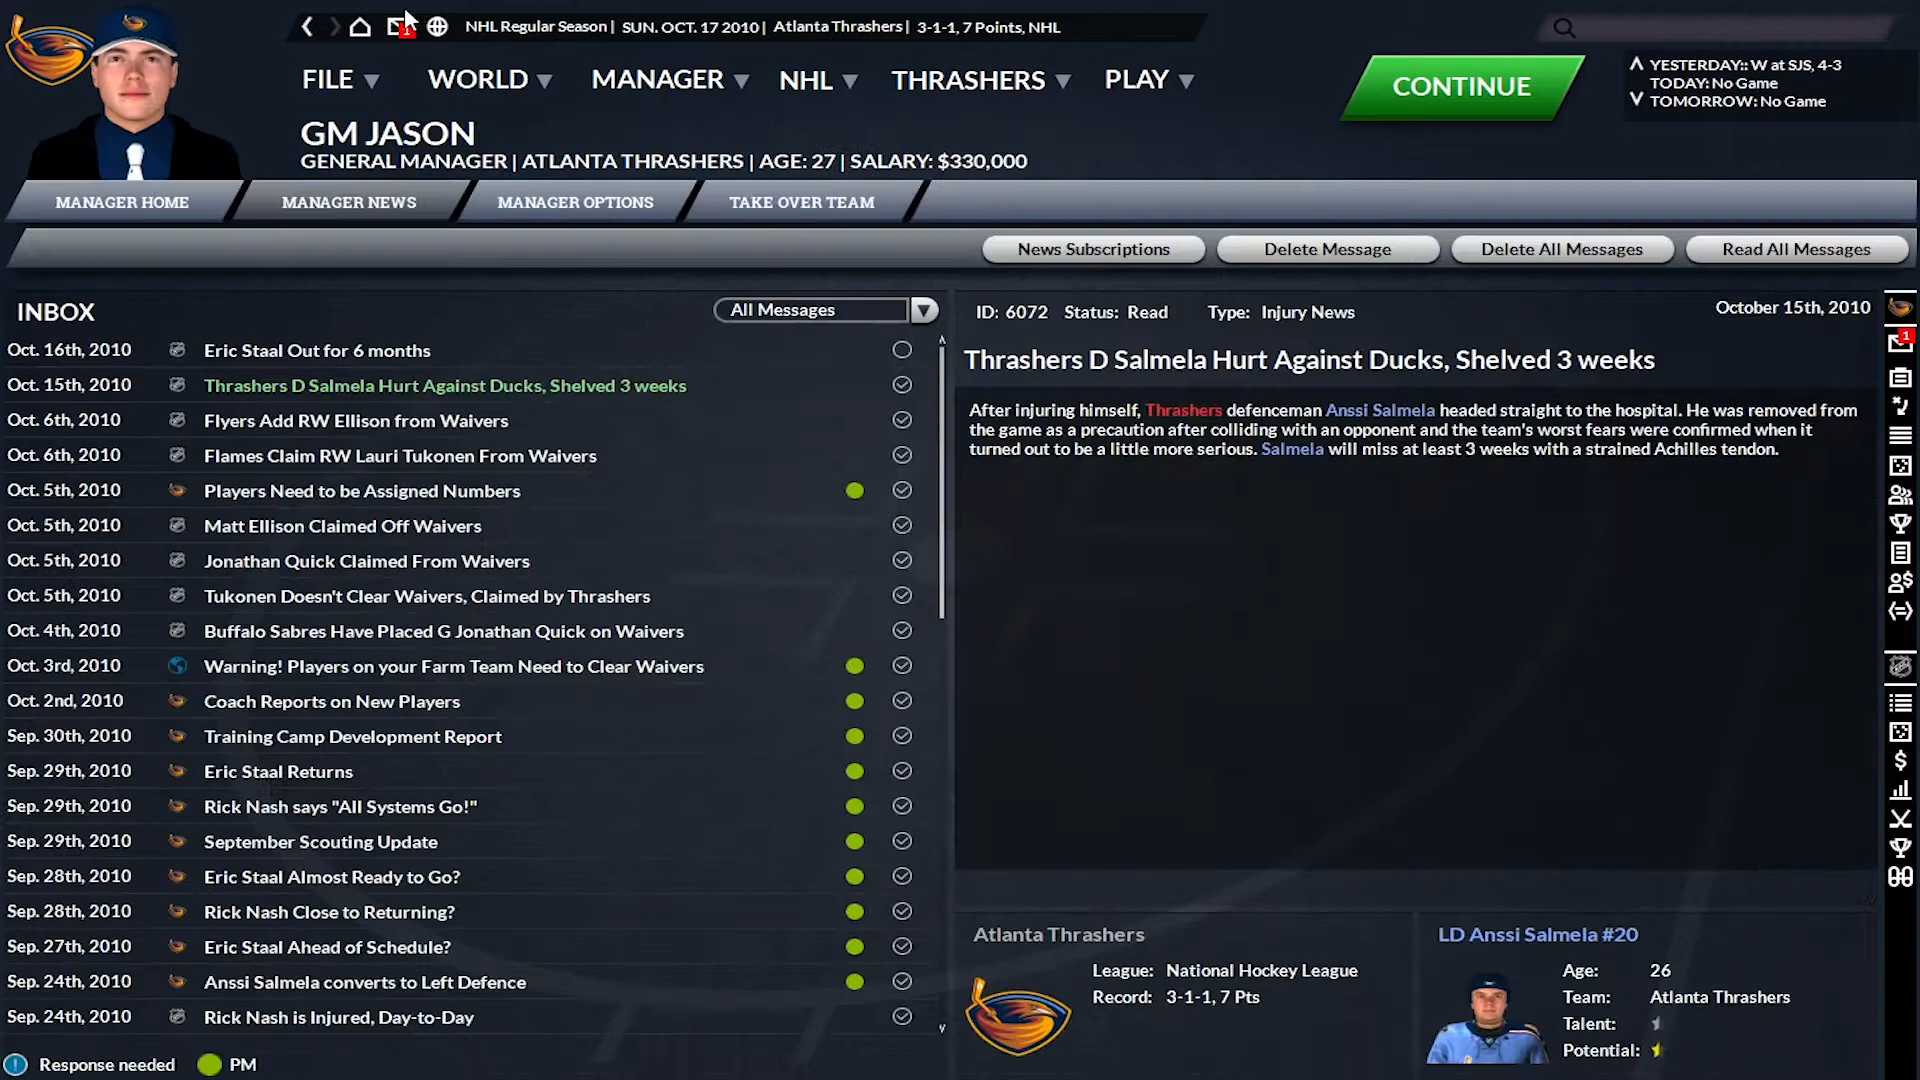 NHL Regular Season | SUN. OCT. 17 2010 | Atlanta Thrashers | 3-1-1, 7 Points, NHL
1
FILE WORLD MANAGER NHL THRASHERS PLAY
CONTINUE
YESTERDAY:: W at SJS, 4-3
TODAY: No Game
TOMORROW: No Game
GM JASON
GENERAL MANAGER | ATLANTA THRASHERS | AGE: 27 | SALARY: $330,000
MANAGER HOME MANAGER NEWS MANAGER OPTIONS TAKE OVER TEAM
News Subscriptions Delete Message Delete All Messages Read All Messages
INBOX
All Messages
Oct. 16th, 2010 Eric Staal Out for 6 months
Oct. 15th, 2010 Thrashers D Salmela Hurt Against Ducks, Shelved 3 weeks
Oct. 6th, 2010 Flyers Add RW Ellison from Waivers
Oct. 6th, 2010 Flames Claim RW Lauri Tukonen From Waivers
Oct. 5th, 2010 Players Need to be Assigned Numbers
Oct. 5th, 2010 Matt Ellison Claimed Off Waivers
Oct. 5th, 2010 Jonathan Quick Claimed From Waivers
Oct. 5th, 2010 Tukonen Doesn't Clear Waivers, Claimed by Thrashers
Oct. 4th, 2010 Buffalo Sabres Have Placed G Jonathan Quick on Waivers
Oct. 3rd, 2010 Warning! Players on your Farm Team Need to Clear Waivers
Oct. 2nd, 2010 Coach Reports on New Players
Sep. 30th, 2010 Training Camp Development Report
Sep. 29th, 2010 Eric Staal Returns
Sep. 29th, 2010 Rick Nash says "All Systems Go!"
Sep. 29th, 2010 September Scouting Update
Sep. 28th, 2010 Eric Staal Almost Ready to Go?
Sep. 28th, 2010 Rick Nash Close to Returning?
Sep. 27th, 2010 Eric Staal Ahead of Schedule?
Sep. 24th, 2010 Anssi Salmela converts to Left Defence
Sep. 24th, 2010 Rick Nash is Injured, Day-to-Day
Response needed PM
ID: 6072 Status: Read Type: Injury News October 15th, 2010
Thrashers D Salmela Hurt Against Ducks, Shelved 3 weeks
After injuring himself, Thrashers defenceman Anssi Salmela headed straight to the hospital. He was removed from
the game as a precaution after colliding with an opponent and the team's worst fears were confirmed when it
turned out to be a little more serious. Salmela will miss at least 3 weeks with a strained Achilles tendon.
Atlanta Thrashers
League: National Hockey League
Record: 3-1-1, 7 Pts
LD Anssi Salmela #20
Age: 26
Team: Atlanta Thrashers
Talent:
Potential:
1